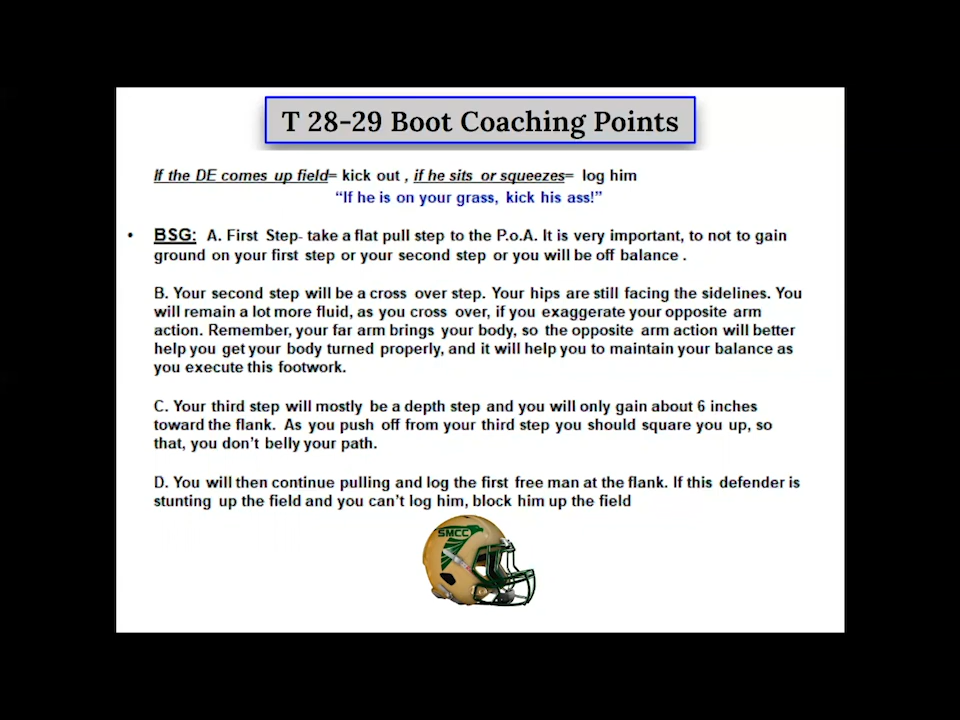 T 28-29 Boot Coaching Points
If the DE comes up field= kick out , if he sits or squeezes= log him
“If he is on your grass, kick his ass!”
• BSG: A. First Step- take a flat pull step to the P.o.A. It is very important, to not to gain
ground on your first step or your second step or you will be off balance .
B. Your second step will be a cross over step. Your hips are still facing the sidelines. You
will remain a lot more fluid, as you cross over, if you exaggerate your opposite arm
action. Remember, your far arm brings your body, so the opposite arm action will better
help you get your body turned properly, and it will help you to maintain your balance as
you execute this footwork.
C. Your third step will mostly be a depth step and you will only gain about 6 inches
toward the flank. As you push off from your third step you should square you up, so
that, you don’t belly your path.
D. You will then continue pulling and log the first free man at the flank. If this defender is
stunting up the field and you can’t log him, block him up the field
SMCC